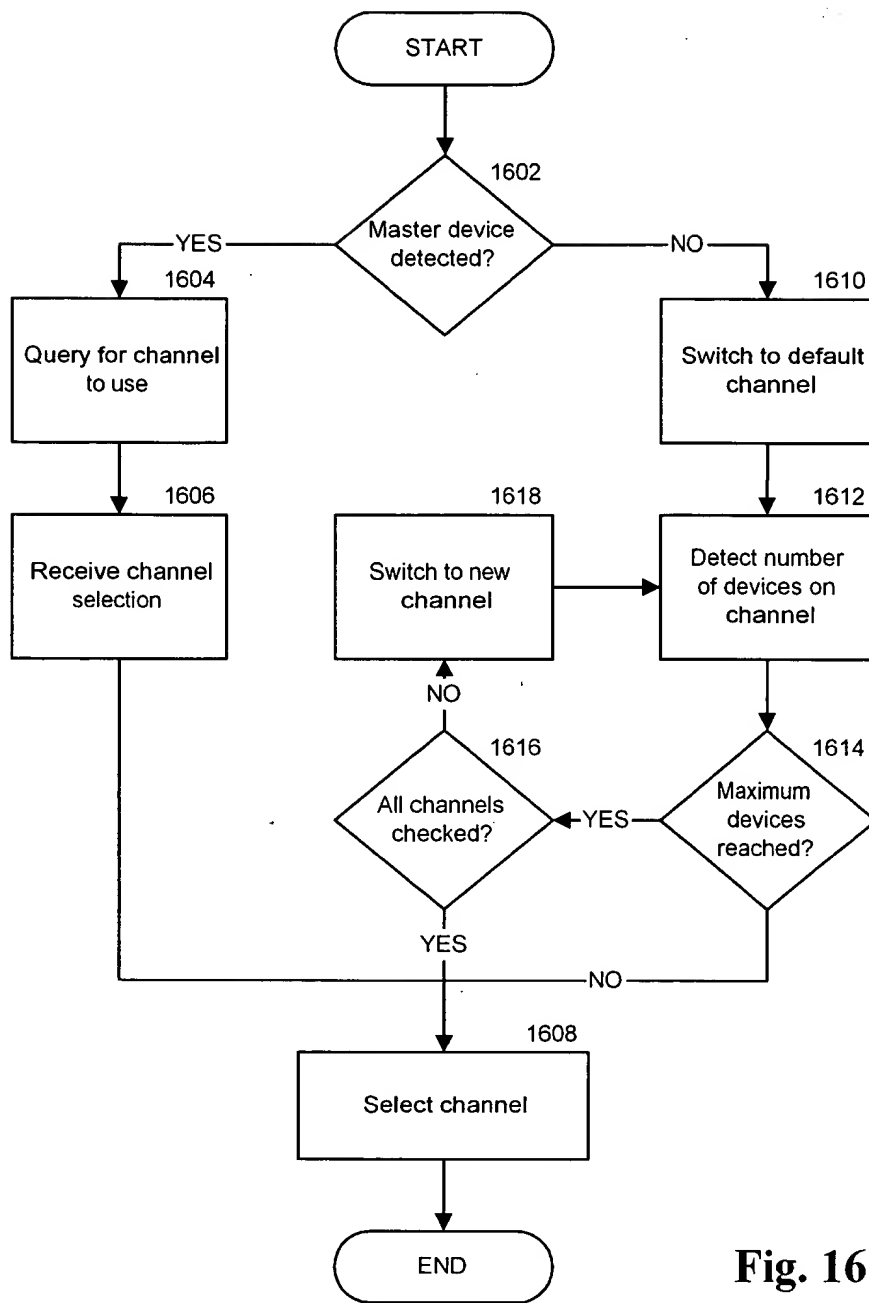 START
1602
Master device
detected?
YES
NO
1604
Query for channel
to use
1610
Switch to default
channel
1606
Receive channel
selection
1618
Switch to new
channel
1612
Detect number
of devices on
channel
NO
1616
All channels
checked?
YES
1614
Maximum
devices
reached?
YES
NO
1608
Select channel
END
Fig. 16